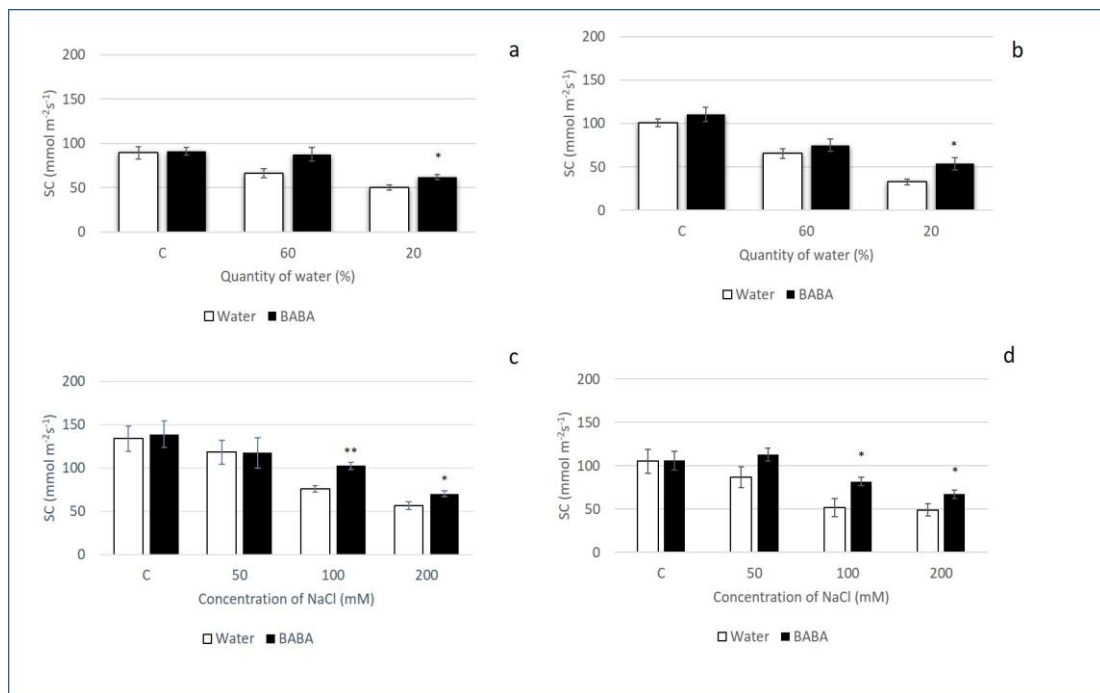 a
200
150
100
50
0
SC (mmol m⁻²s⁻¹)
*
C 60 20
Quantity of water (%)
Water BABA
b
200
150
100
50
0
SC (mmol m⁻²s⁻¹)
*
C 60 20
Quantity of water (%)
Water BABA
c
200
150
100
50
0
SC (mmol m⁻²s⁻¹)
** *
C 50 100 200
Concentration of NaCl (mM)
Water BABA
d
200
150
100
50
0
SC (mmol m⁻²s⁻¹)
* *
C 50 100 200
Concentration of NaCl (mM)
Water BABA